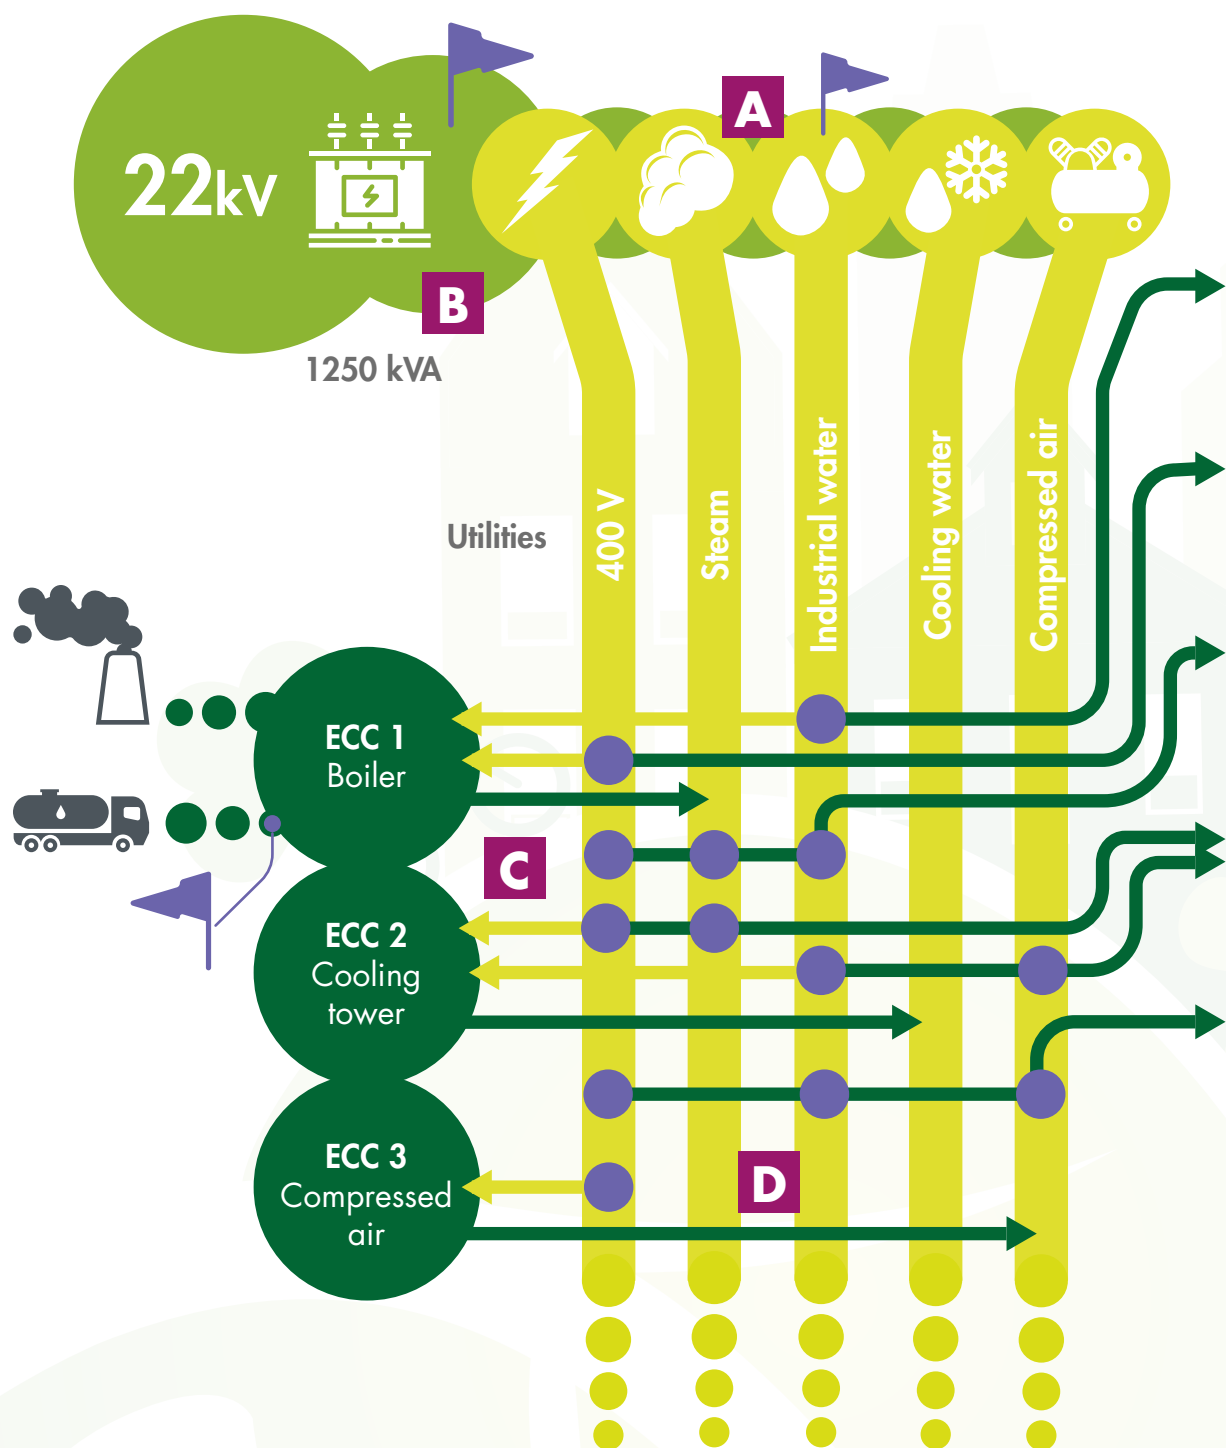 22kV
A
B
1250 kVA
Utilities
400 V
Steam
Industrial water
Cooling water
Compressed air
ECC 1
Boiler
C
ECC 2
Cooling
tower
ECC 3
Compressed
air
D